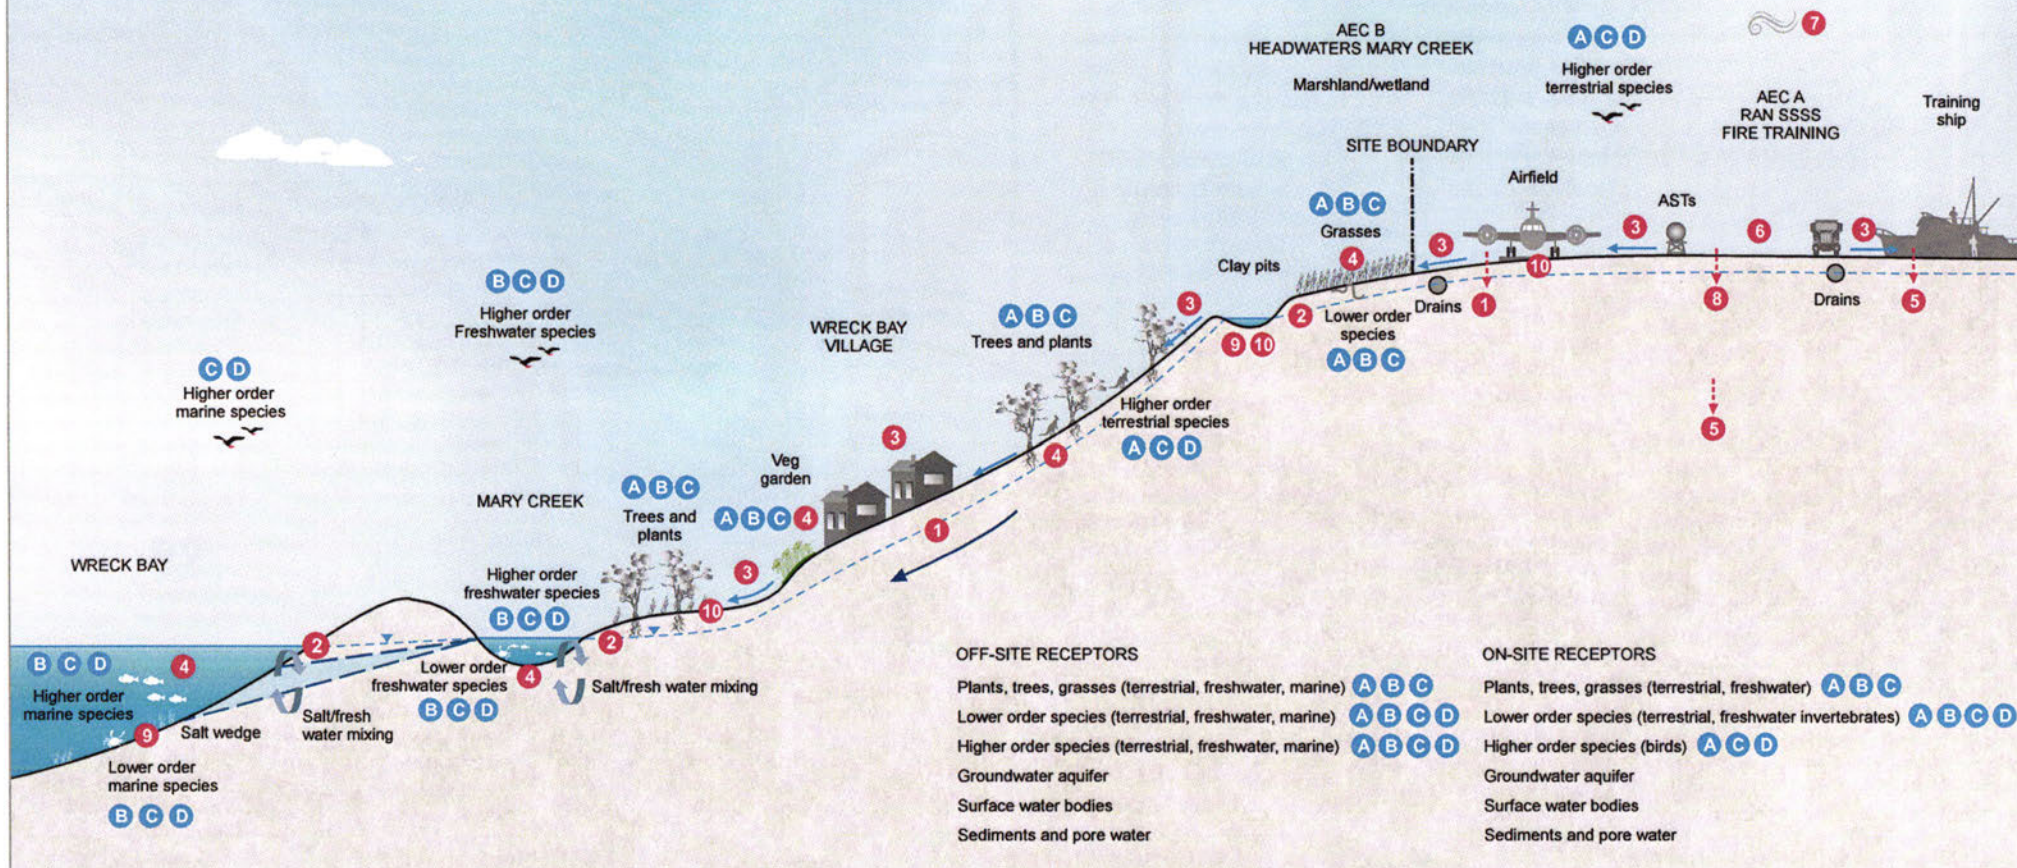 AEC B
HEADWATERS MARY CREEK
Marshland/wetland
A C D
Higher order
terrestrial species
7
AEC A
RAN SSSS
FIRE TRAINING
Training
ship
SITE BOUNDARY
Airfield
ASTs
A B C
Grasses
4
3
3
6
3
10
Clay pits
2
Lower order
species
A B C
Drains
1
8
Drains
5
5
3
9 10
B C D
Higher order
Freshwater species
WRECK BAY
VILLAGE
A B C
Trees and plants
C D
Higher order
marine species
Higher order
terrestrial species
A C D
4
3
Veg
garden
A B C 4
MARY CREEK
A B C
Trees and
plants
1
WRECK BAY
3
10
Higher order
freshwater species
B C D
2
2
B C D
4
Higher order
marine species
9
Salt wedge
Salt/fresh
water mixing
Lower order
freshwater species
B C D
4
Salt/fresh water mixing
Lower order
marine species
B C D
OFF-SITE RECEPTORS
Plants, trees, grasses (terrestrial, freshwater, marine) A B C
Lower order species (terrestrial, freshwater, marine) A B C D
Higher order species (terrestrial, freshwater, marine) A B C D
Groundwater aquifer
Surface water bodies
Sediments and pore water
ON-SITE RECEPTORS
Plants, trees, grasses (terrestrial, freshwater) A B C
Lower order species (terrestrial, freshwater invertebrates) A B C D
Higher order species (birds) A C D
Groundwater aquifer
Surface water bodies
Sediments and pore water